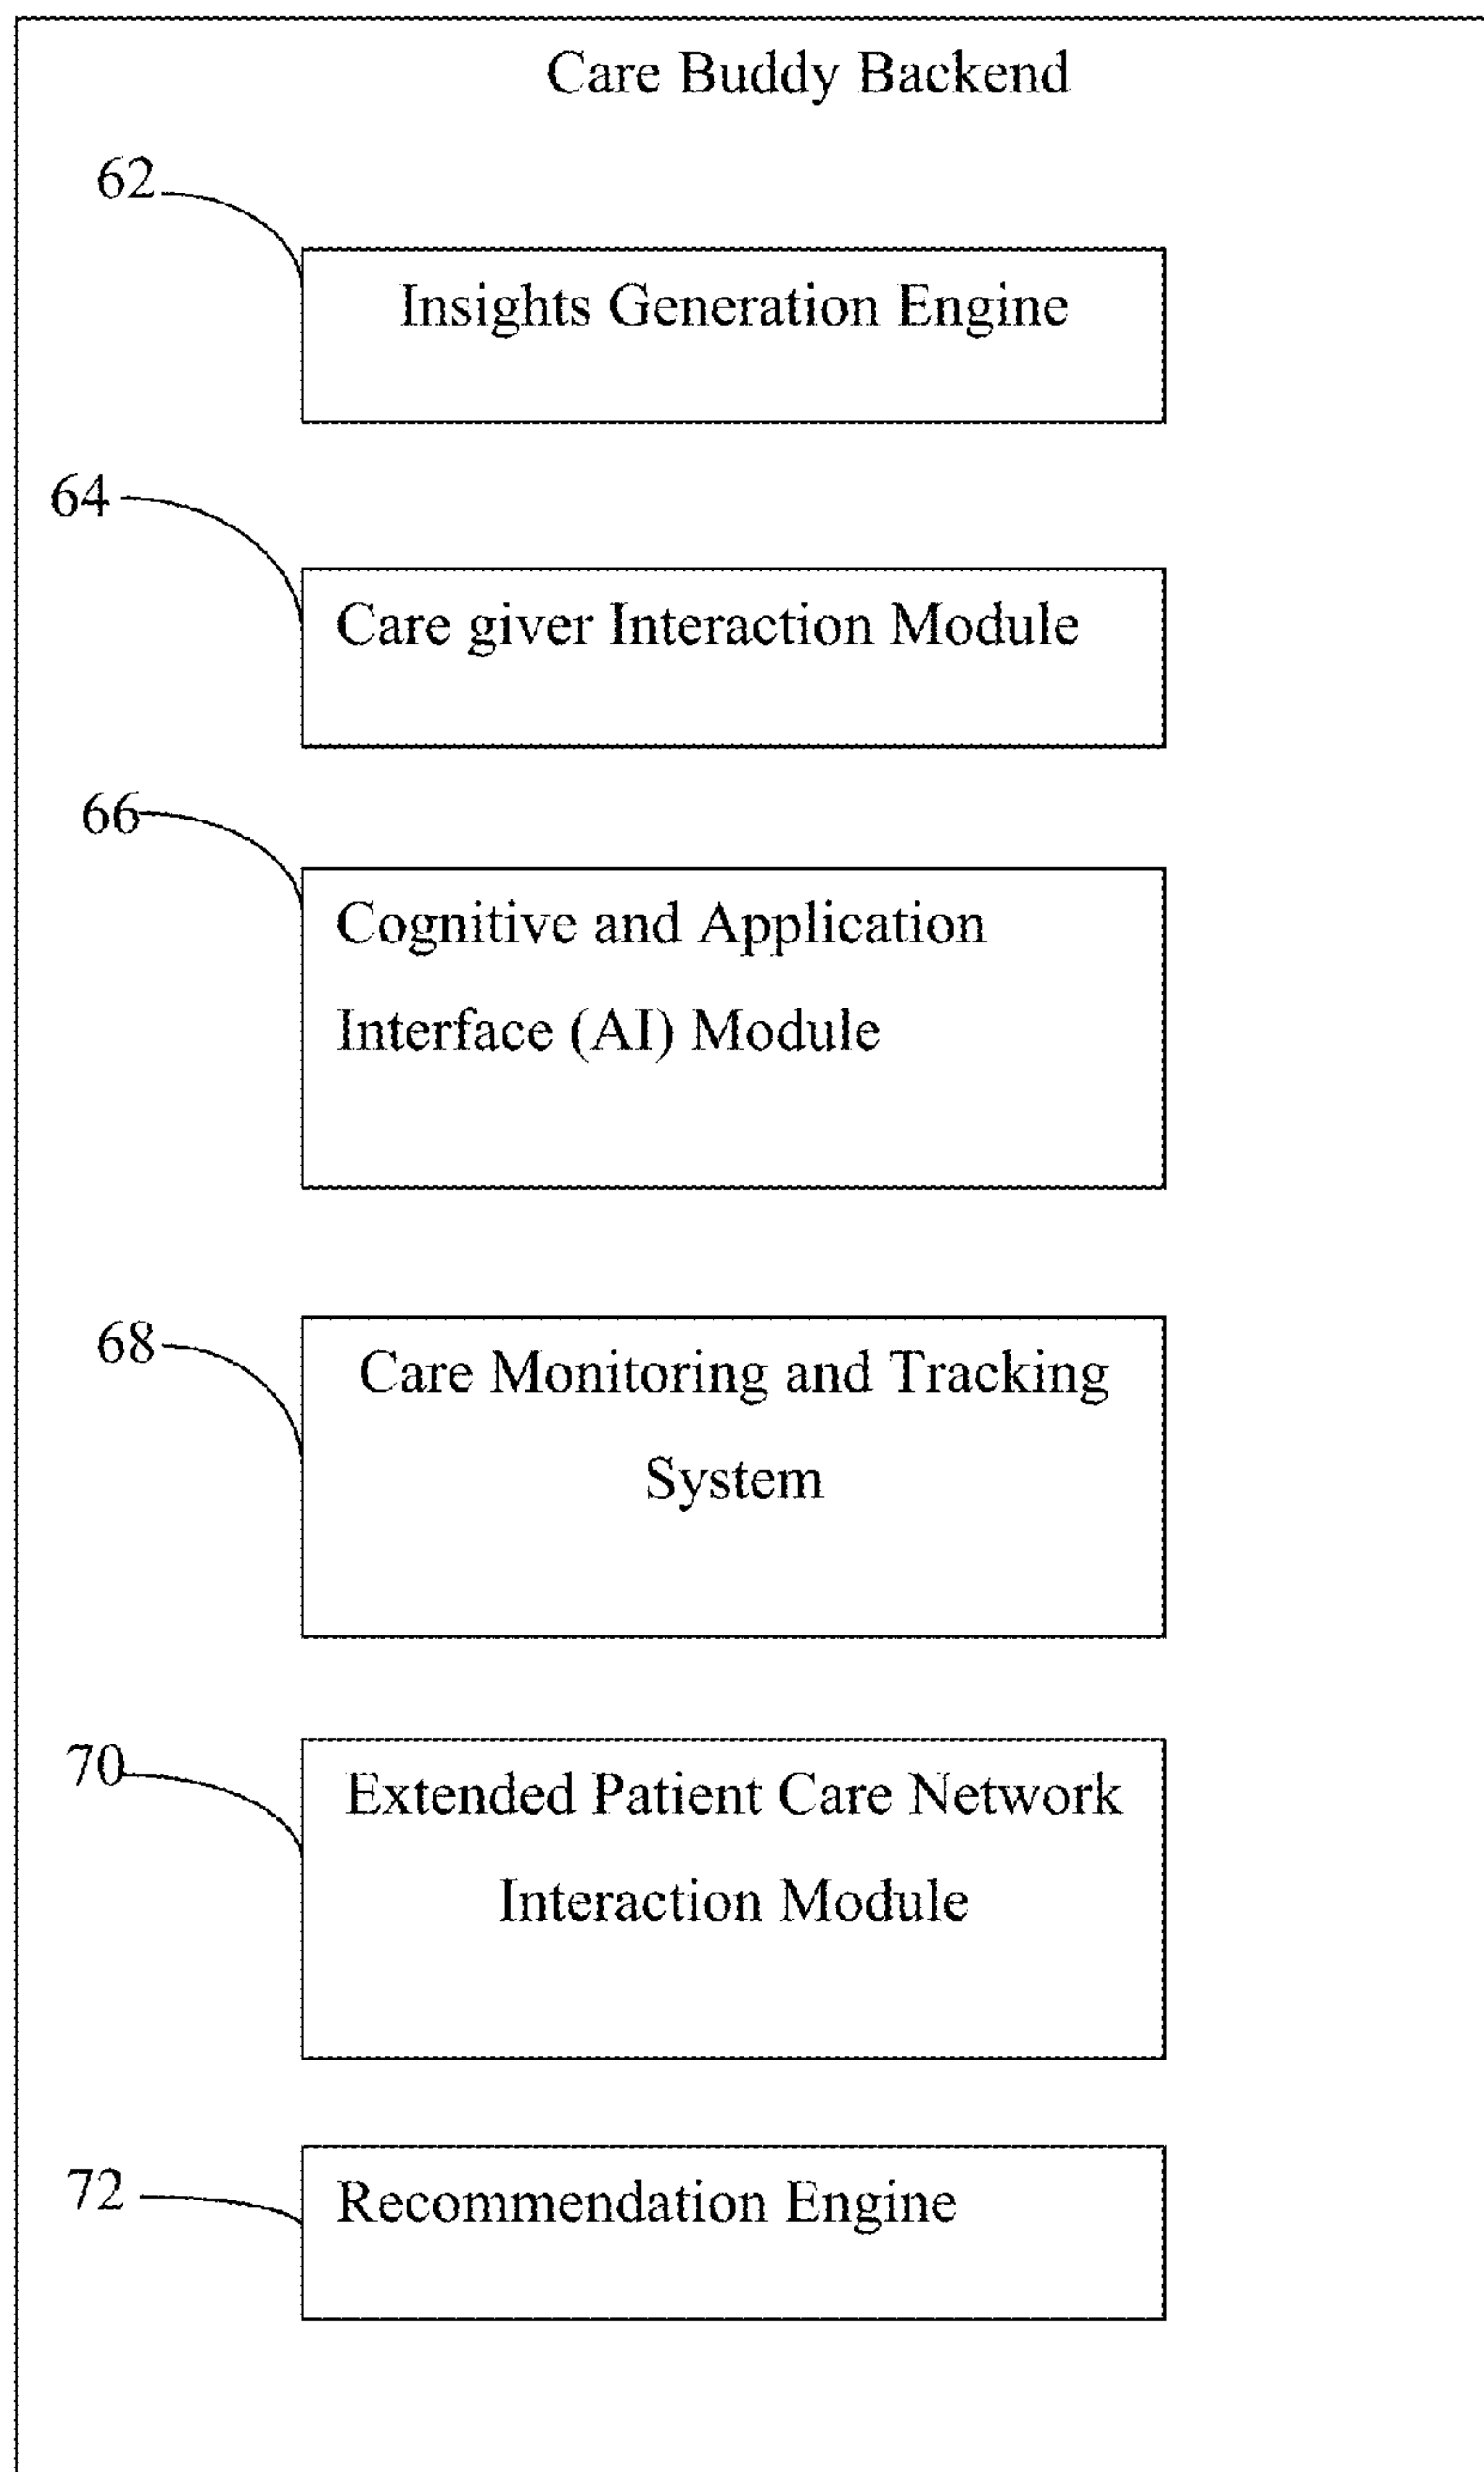 Care Buddy Backend
62
Insights Generation Engine
64
Care giver Interaction Module
66
Cognitive and Application
Interface (AI) Module
68
Care Monitoring and Tracking
System
70
Extended Patient Care Network
Interaction Module
72
Recommendation Engine